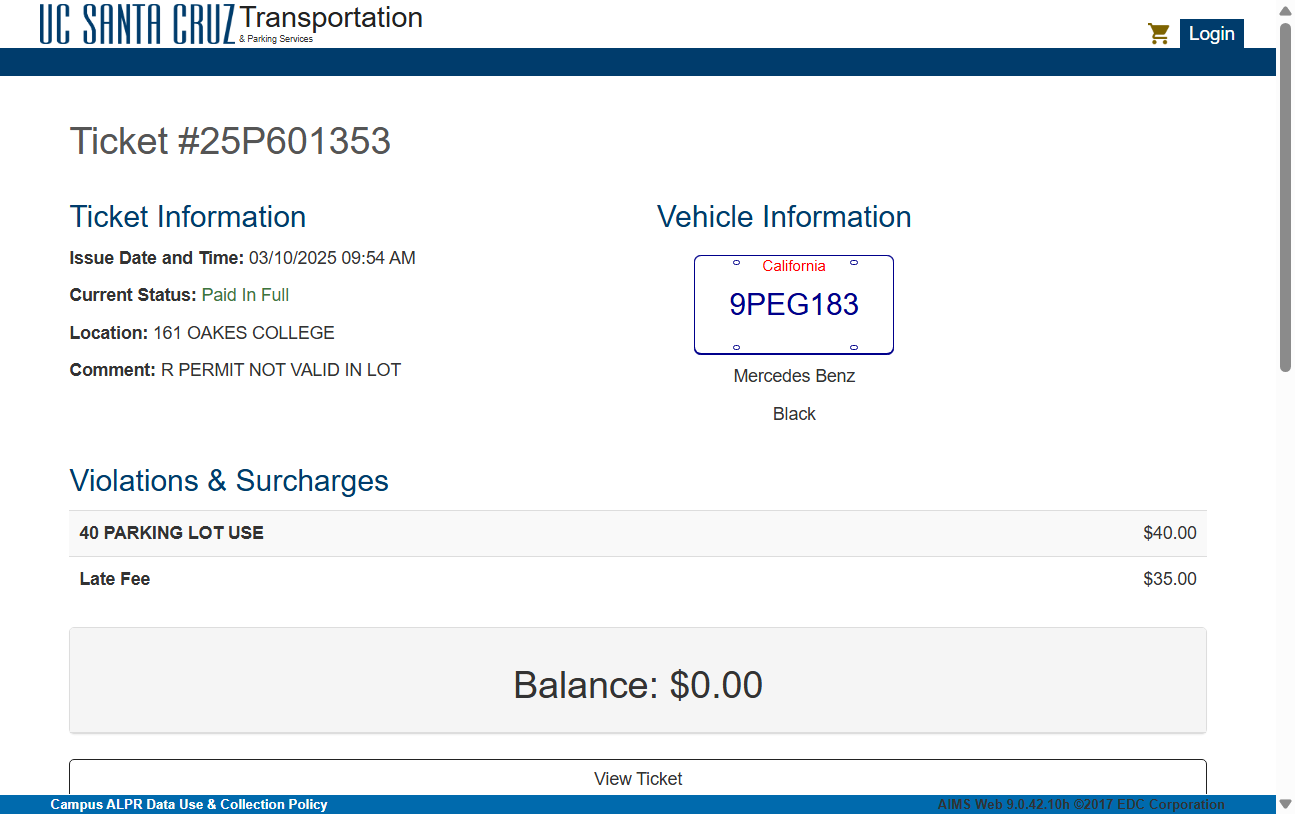 UC SANTA CRUZ Transportation
& Parking Services
Login
Ticket #25P601353
Ticket Information
Issue Date and Time: 03/10/2025 09:54 AM
Current Status: Paid In Full
Location: 161 OAKES COLLEGE
Comment: R PERMIT NOT VALID IN LOT
Vehicle Information
California
9PEG183
Mercedes Benz
Black
Violations & Surcharges
40 PARKING LOT USE $40.00
Late Fee $35.00
Balance: $0.00
View Ticket
Campus ALPR Data Use & Collection Policy AIMS Web 9.0.42.10h ©2017 EDC Corporation